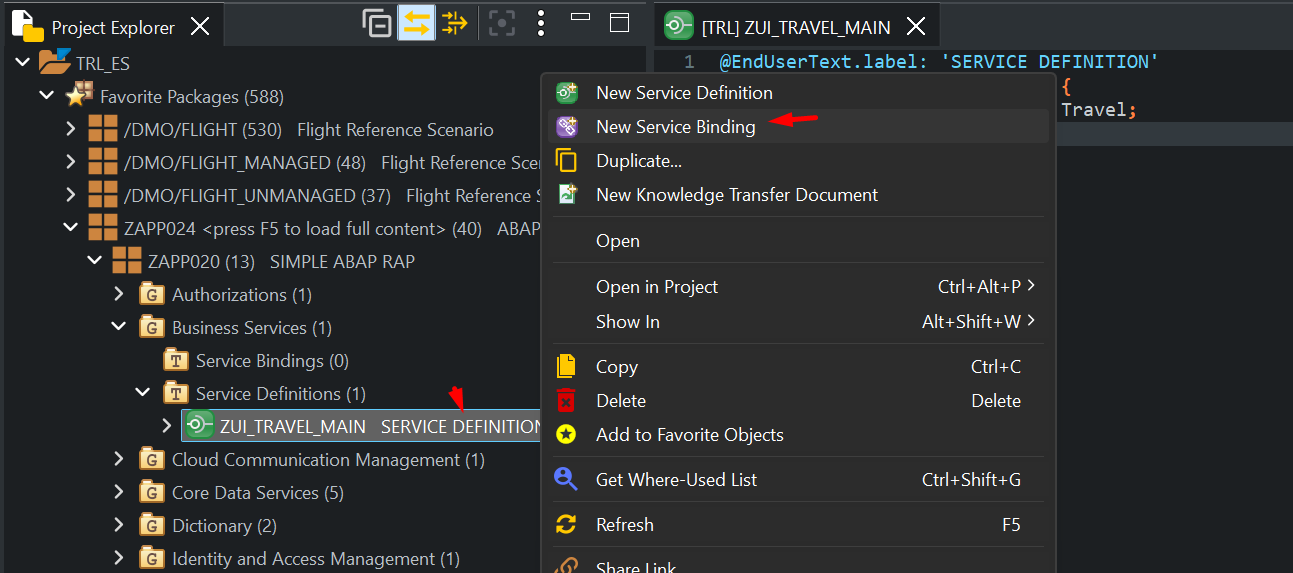 Project Explorer
[TRL] ZUI_TRAVEL_MAIN
TRL_ES
1 @EndUserText.label: 'SERVICE DEFINITION'
Favorite Packages (588)
New Service Definition
{
/DMO/FLIGHT (530) Flight Reference Scenario
New Service Binding
Travel;
/DMO/FLIGHT_MANAGED (48) Flight Reference
Duplicate...
/DMO/FLIGHT_UNMANAGED (37) Flight Reference
New Knowledge Transfer Document
ZAPP024 <press F5 to load full content> (40) ABAP
Open
ZAPP020 (13) SIMPLE ABAP RAP
Authorizations (1)
Open in Project Ctrl+Alt+P >
Business Services (1)
Show In Alt+Shift+W >
Service Bindings (0)
Copy Ctrl+C
Service Definitions (1)
Delete Delete
ZUI_TRAVEL_MAIN SERVICE DEFINITION
Add to Favorite Objects
Cloud Communication Management (1)
Get Where-Used List Ctrl+Shift+G
Core Data Services (5)
Dictionary (2)
Refresh F5
Identity and Access Management (1)
Share Link